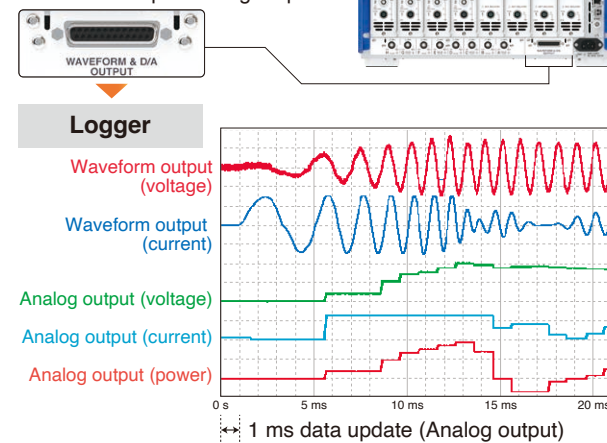 WAVEFORM & D/A
OUTPUT
Logger
Waveform output
(voltage)
Waveform output
(current)
Analog output (voltage)
Analog output (current)
Analog output (power)
0 s
5 ms
10 ms
15 ms
20 ms
1 ms data update (Analog output)